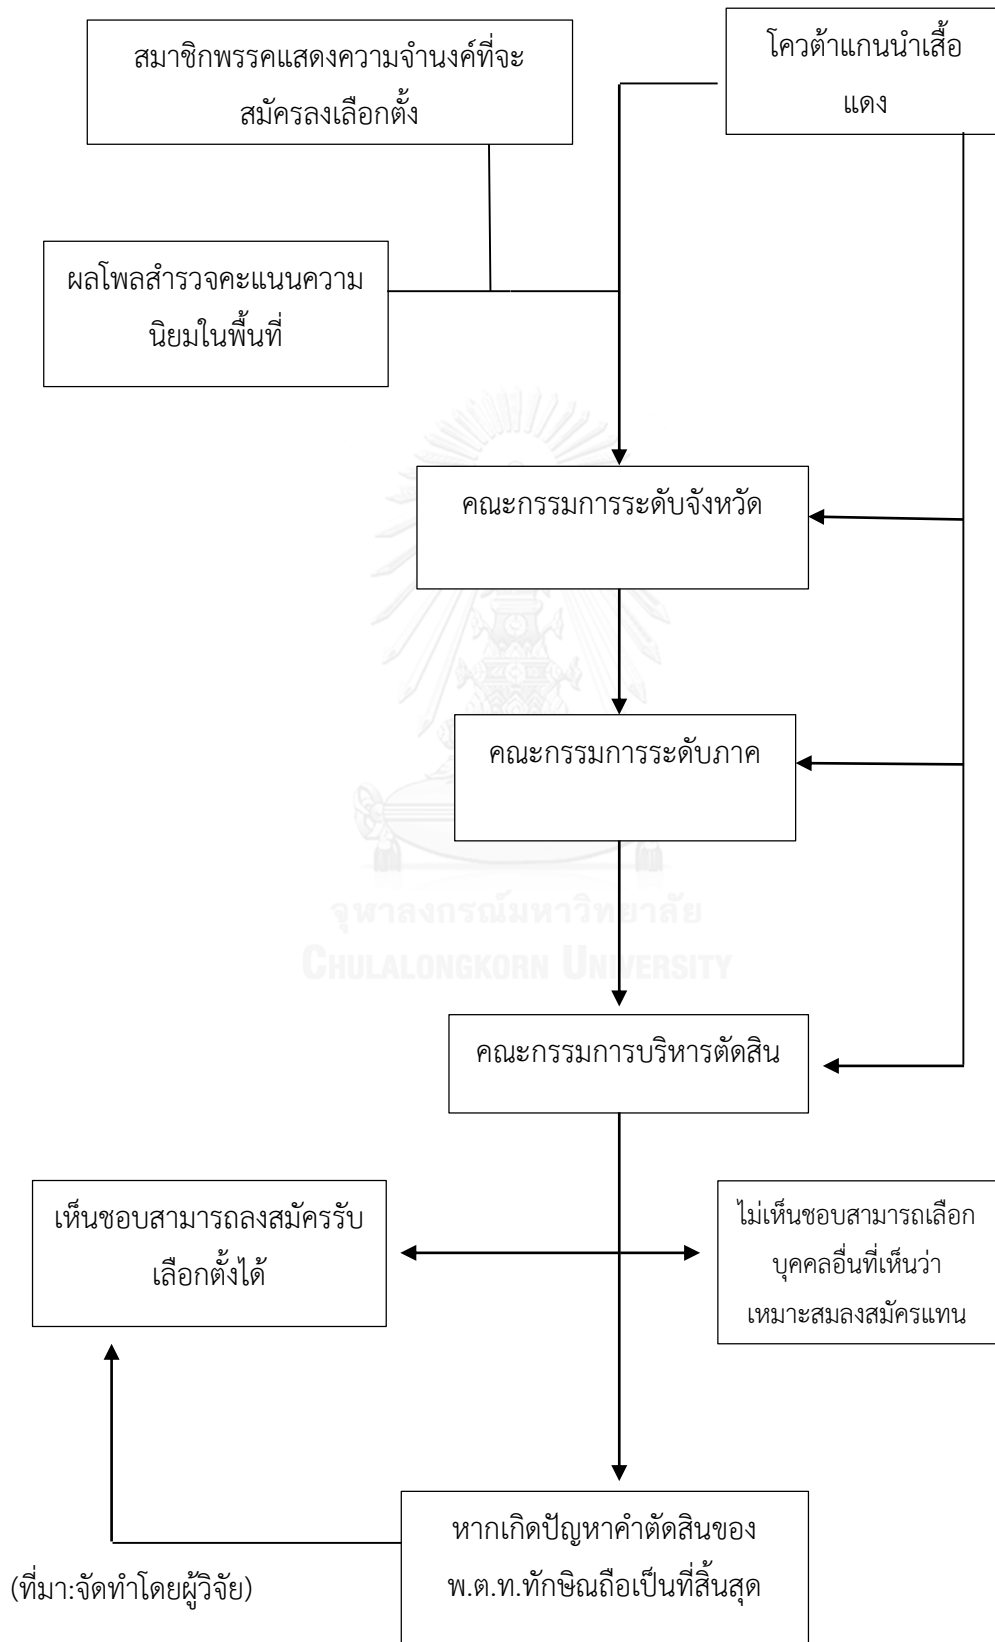 สมาชิกพรรคแสดงความจำนงค์ที่จะ
สมัครลงเลือกตั้ง
โควต้าแกนนำเสื้อ
แดง
ผลโพลสำรวจคะแนนความ
นิยมในพื้นที่
คณะกรรมการระดับจังหวัด
คณะกรรมการระดับภาค
จุฬาลงกรณ์มหาวิทยาลัย
CHULALONGKORN UNIVERSITY
คณะกรรมการบริหารตัดสิน
เห็นชอบสามารถลงสมัครรับ
เลือกตั้งได้
ไม่เห็นชอบสามารถเลือก
บุคคลอื่นที่เห็นว่า
เหมาะสมลงสมัครแทน
หากเกิดปัญหาคำตัดสินของ
พ.ต.ท.ทักษิณถือเป็นที่สิ้นสุด
(ที่มา:จัดทำโดยผู้วิจัย)